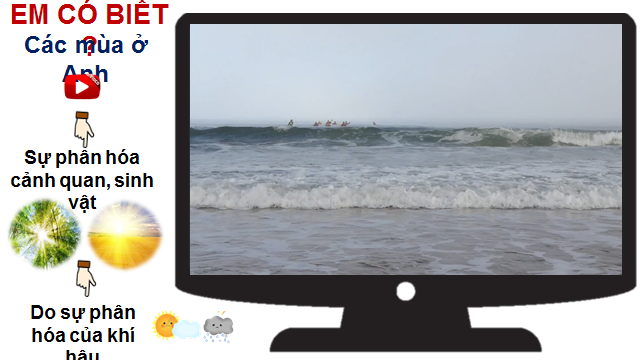 EM CÓ BIẾT
?
Các mùa ở
Anh
Sự phân hóa
cảnh quan, sinh
vật
Do sự phân
hóa của khí
hậu